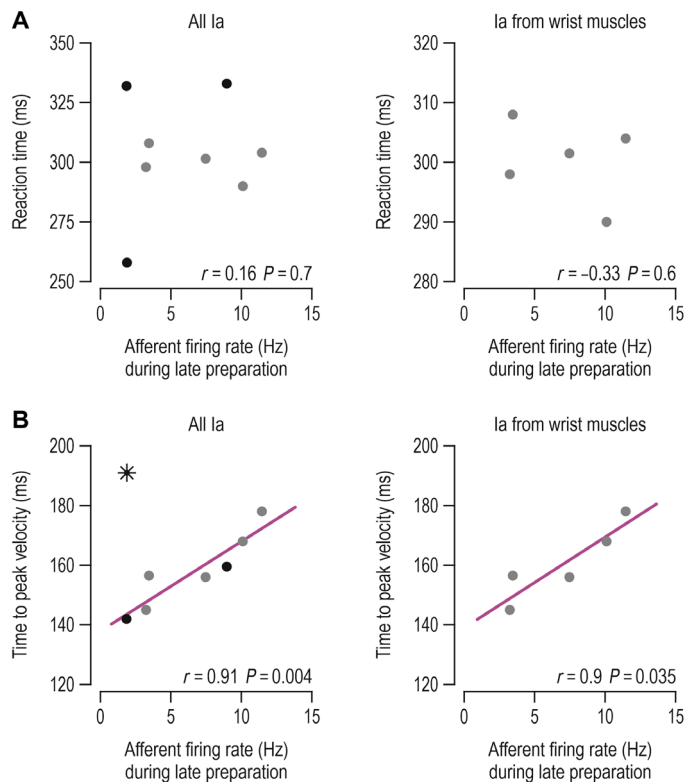 A
All Ia
Ia from wrist muscles
Reaction time (ms)
350
325
300
275
250
r = 0.16 P = 0.7
0 5 10 15
Afferent firing rate (Hz)
during late preparation
Reaction time (ms)
320
310
300
290
280
r = –0.33 P = 0.6
0 5 10 15
Afferent firing rate (Hz)
during late preparation
B
All Ia
Ia from wrist muscles
Time to peak velocity (ms)
200
180
160
140
120
r = 0.91 P = 0.004
0 5 10 15
Afferent firing rate (Hz)
during late preparation
Time to peak velocity (ms)
200
180
160
140
120
r = 0.9 P = 0.035
0 5 10 15
Afferent firing rate (Hz)
during late preparation